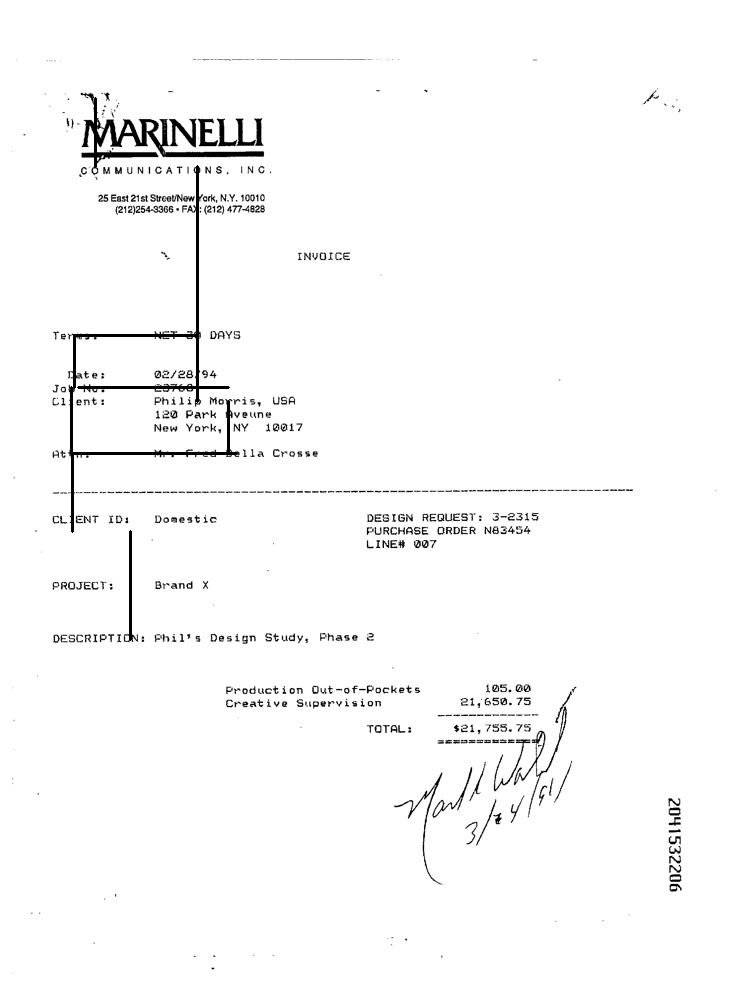 MARINELLI
COMMUNICATIONS, INC.
25 East 21st Street/New York, N.Y. 10010
(212)254-3366 • FAX: (212) 477-4828
INVOICE
Terms: NET 30 DAYS
Date: 02/28/94
Job No: 23768
Client: Philip Morris, USA
120 Park Aveune
New York, NY 10017
Attn: Mr. Fred Della Crosse
CLIENT ID: Domestic DESIGN REQUEST: 3-2315
PURCHASE ORDER N83454
LINE# 007
PROJECT: Brand X
DESCRIPTION: Phil's Design Study, Phase 2
Production Out-of-Pockets 105.00
Creative Supervision 21,650.75
TOTAL: $21,755.75
2041532206